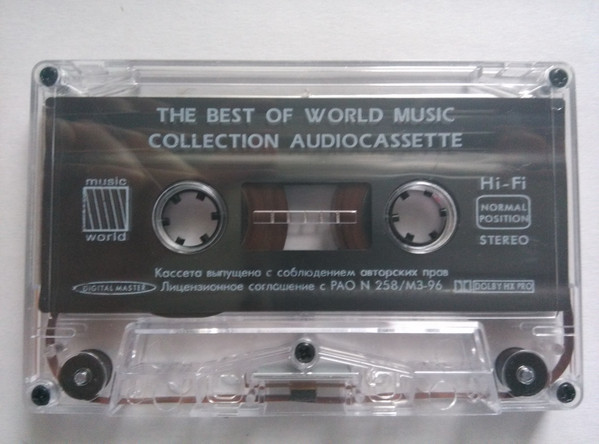 THE BEST OF WORLD MUSIC
COLLECTION AUDIOCASSETTE
music
world
Hi-Fi
NORMAL
POSITION
STEREO
Кассета выпущена с соблюдением авторских прав
DIGITAL MASTER
Лицензионное соглашение с РАО N 258/МЗ-96
DOLBY HX PRO